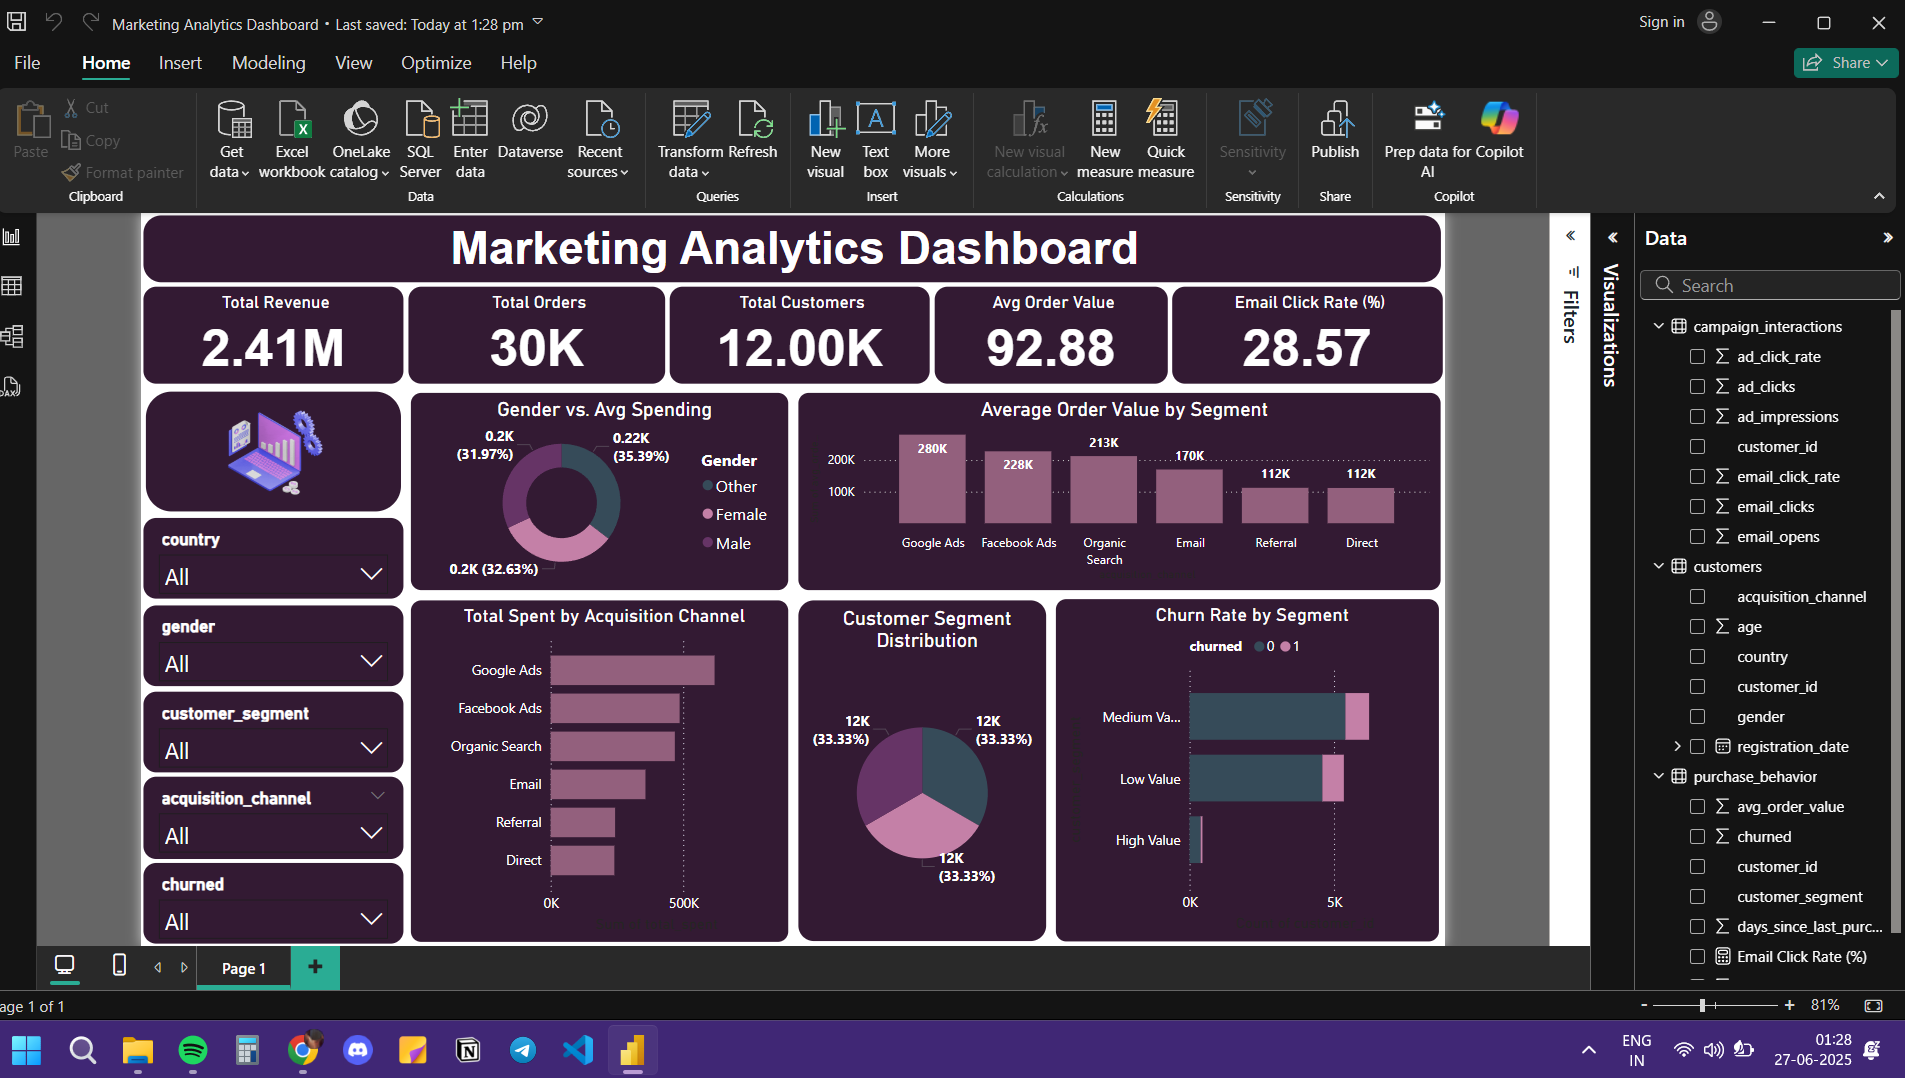 Marketing Analytics Dashboard • Last saved: Today at 1:28 pm
Sign in
File
Home
Insert
Modeling
View
Optimize
Help
Share
Paste
Cut
Copy
Format painter
Clipboard
Get data
Excel workbook
OneLake catalog
SQL Server
Enter data
Dataverse
Recent sources
Data
Transform data
Refresh
Queries
New visual
Text box
More visuals
Insert
New visual calculation
New measure
Quick measure
Calculations
Sensitivity
Sensitivity
Publish
Share
Prep data for AI
Copilot
Copilot
Marketing Analytics Dashboard
Total Revenue
2.41M
Total Orders
30K
Total Customers
12.00K
Avg Order Value
92.88
Email Click Rate (%)
28.57
country
All
gender
All
customer_segment
All
acquisition_channel
All
churned
All
Gender vs. Avg Spending
0.2K
(31.97%)
0.22K
(35.39%)
0.2K (32.63%)
Gender
Other
Female
Male
Average Order Value by Segment
200K
100K
280K
228K
213K
170K
112K
112K
Google Ads
Facebook Ads
Organic Search
Email
Referral
Direct
Total Spent by Acquisition Channel
Google Ads
Facebook Ads
Organic Search
Email
Referral
Direct
0K
500K
Customer Segment
Distribution
12K
(33.33%)
12K
(33.33%)
12K
(33.33%)
Churn Rate by Segment
churned 0 1
Medium Va...
Low Value
High Value
0K
5K
Filters
Visualizations
Data
Search
campaign_interactions
ad_click_rate
ad_clicks
ad_impressions
customer_id
email_click_rate
email_clicks
email_opens
customers
acquisition_channel
age
country
customer_id
gender
registration_date
purchase_behavior
avg_order_value
churned
customer_id
customer_segment
days_since_last_purc...
Email Click Rate (%)
Page 1
age 1 of 1
81%
DAX
ENG
IN
01:28
27-06-2025